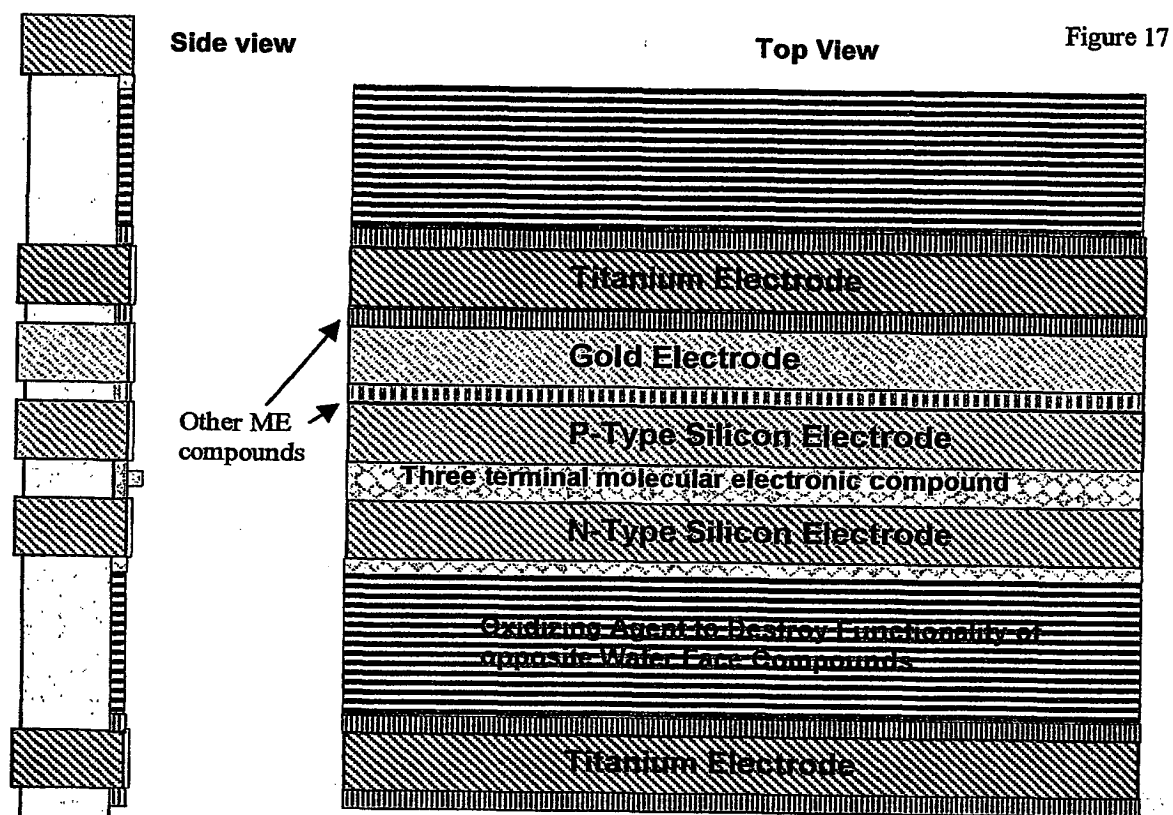 Side view
Top View
Figure 17
Titanium Electrode
Gold Electrode
Other ME
compounds
P-Type Silicon Electrode
Three terminal molecular electronic compound
N-Type Silicon Electrode
Oxidizing Agent to Destroy Functionality of
opposite Wafer Face Compounds
Titanium Electrode